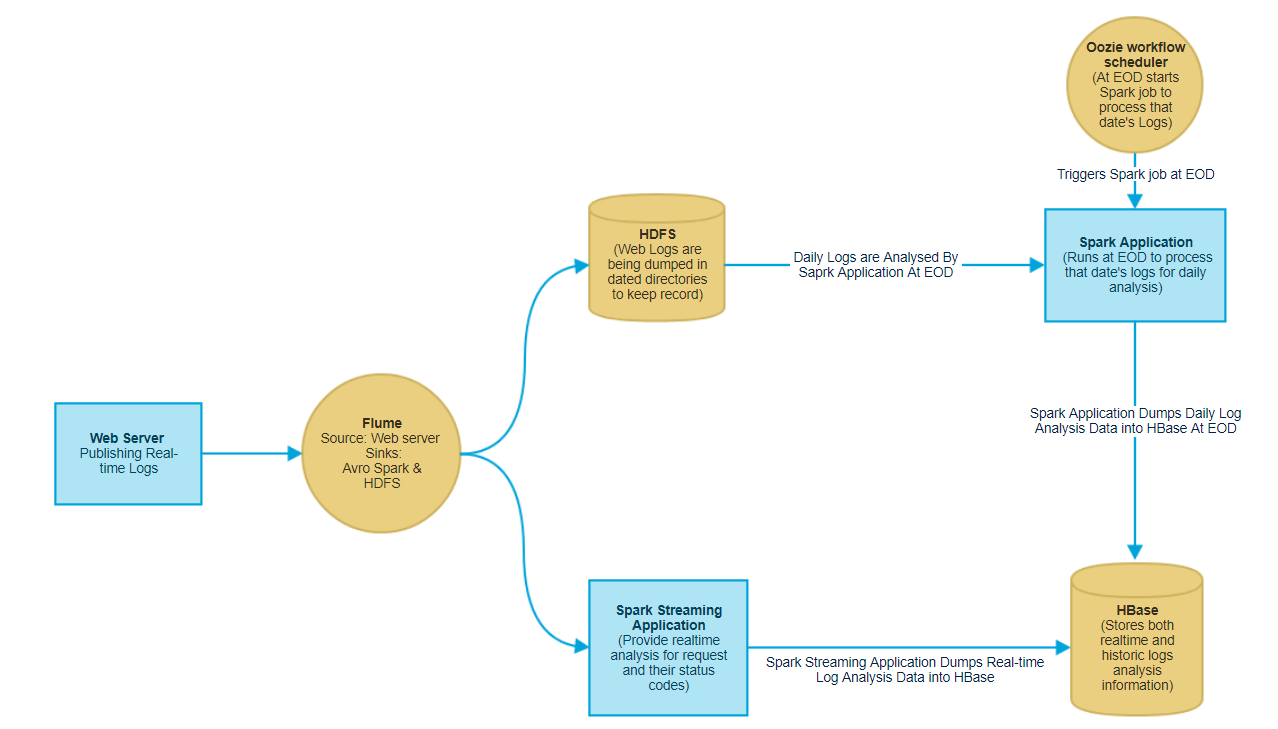 Oozie workflow
scheduler
(At EOD starts
Spark job to
process that
date's Logs)
Triggers Spark job at EOD
HDFS
(Web Logs are
being dumped in
dated directories
to keep record)
Daily Logs are Analysed By
Saprk Application At EOD
Spark Application
(Runs at EOD to process
that date's logs for daily
analysis)
Web Server
Publishing Real-
time Logs
Flume
Source: Web server
Sinks:
Avro Spark &
HDFS
Spark Application Dumps Daily Log
Analysis Data into HBase At EOD
Spark Streaming
Application
(Provide realtime
analysis for request
and their status
codes)
Spark Streaming Application Dumps Real-time
Log Analysis Data into HBase
HBase
(Stores both
realtime and
historic logs
analysis
information)